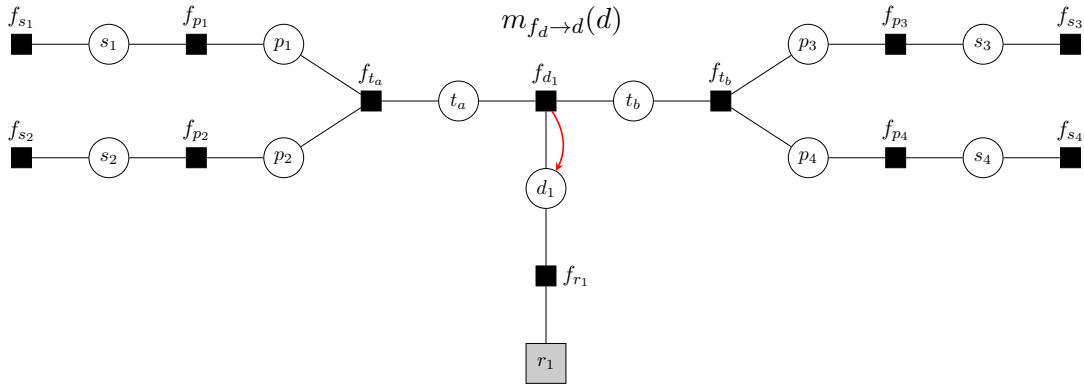 m_{f_d→d}(d)
f_{s_1} f_{p_1} f_{p_3} f_{s_3}
s_1 p_1 p_3 s_3
f_{t_a} f_{d_1} f_{t_b}
t_a t_b
f_{s_2} f_{p_2} f_{p_4} f_{s_4}
s_2 p_2 p_4 s_4
d_1
f_{r_1}
r_1